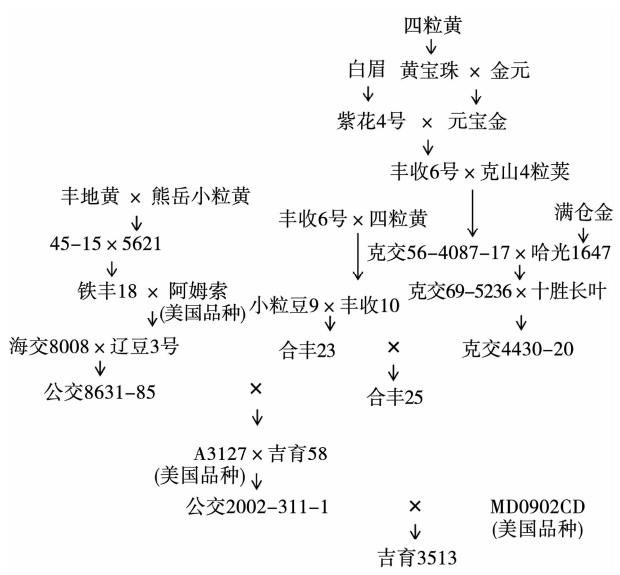 四粒黄
白眉 黄宝珠 × 金元
紫花4号 × 元宝金
丰收6号 × 克山4粒荚
丰地黄 × 熊岳小粒黄
丰收6号 × 四粒黄
满仓金
45-15 × 5621
克交56-4087-17 × 哈光1647
铁丰18 × 阿姆索
(美国品种)
小粒豆9 × 丰收10
克交69-5236 × 十胜长叶
海交8008 × 辽豆3号
合丰23 × 克交4430-20
公交8631-85 × 合丰25
A3127 × 吉育58
(美国品种)
公交2002-311-1 × MD0902CD
(美国品种)
吉育3513